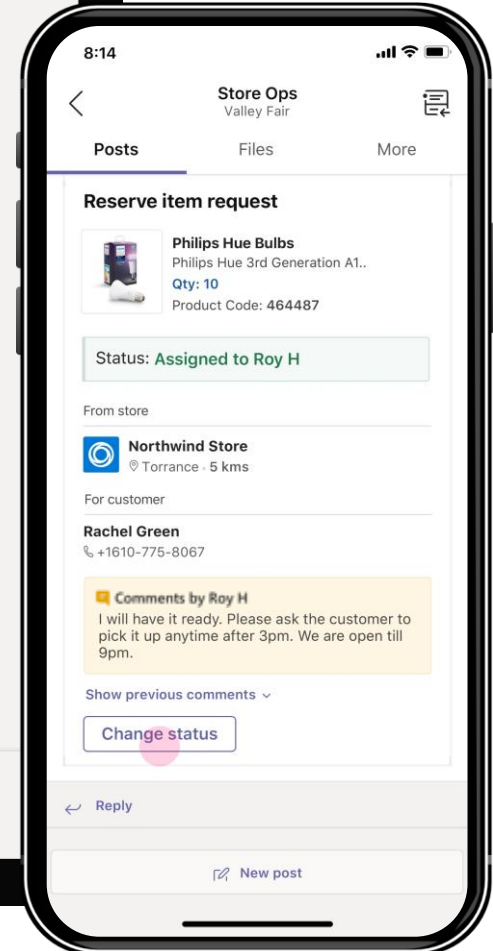 8:14
Store Ops
Valley Fair
Posts Files More
Reserve item request
Philips Hue Bulbs
Philips Hue 3rd Generation A1..
Qty: 10
Product Code: 464487
Status: Assigned to Roy H
From store
Northwind Store
Torrance - 5 kms
For customer
Rachel Green
+1610-775-8067
Comments by Roy H
I will have it ready. Please ask the customer to
pick it up anytime after 3pm. We are open till
9pm.
Show previous comments
Change status
Reply
New post